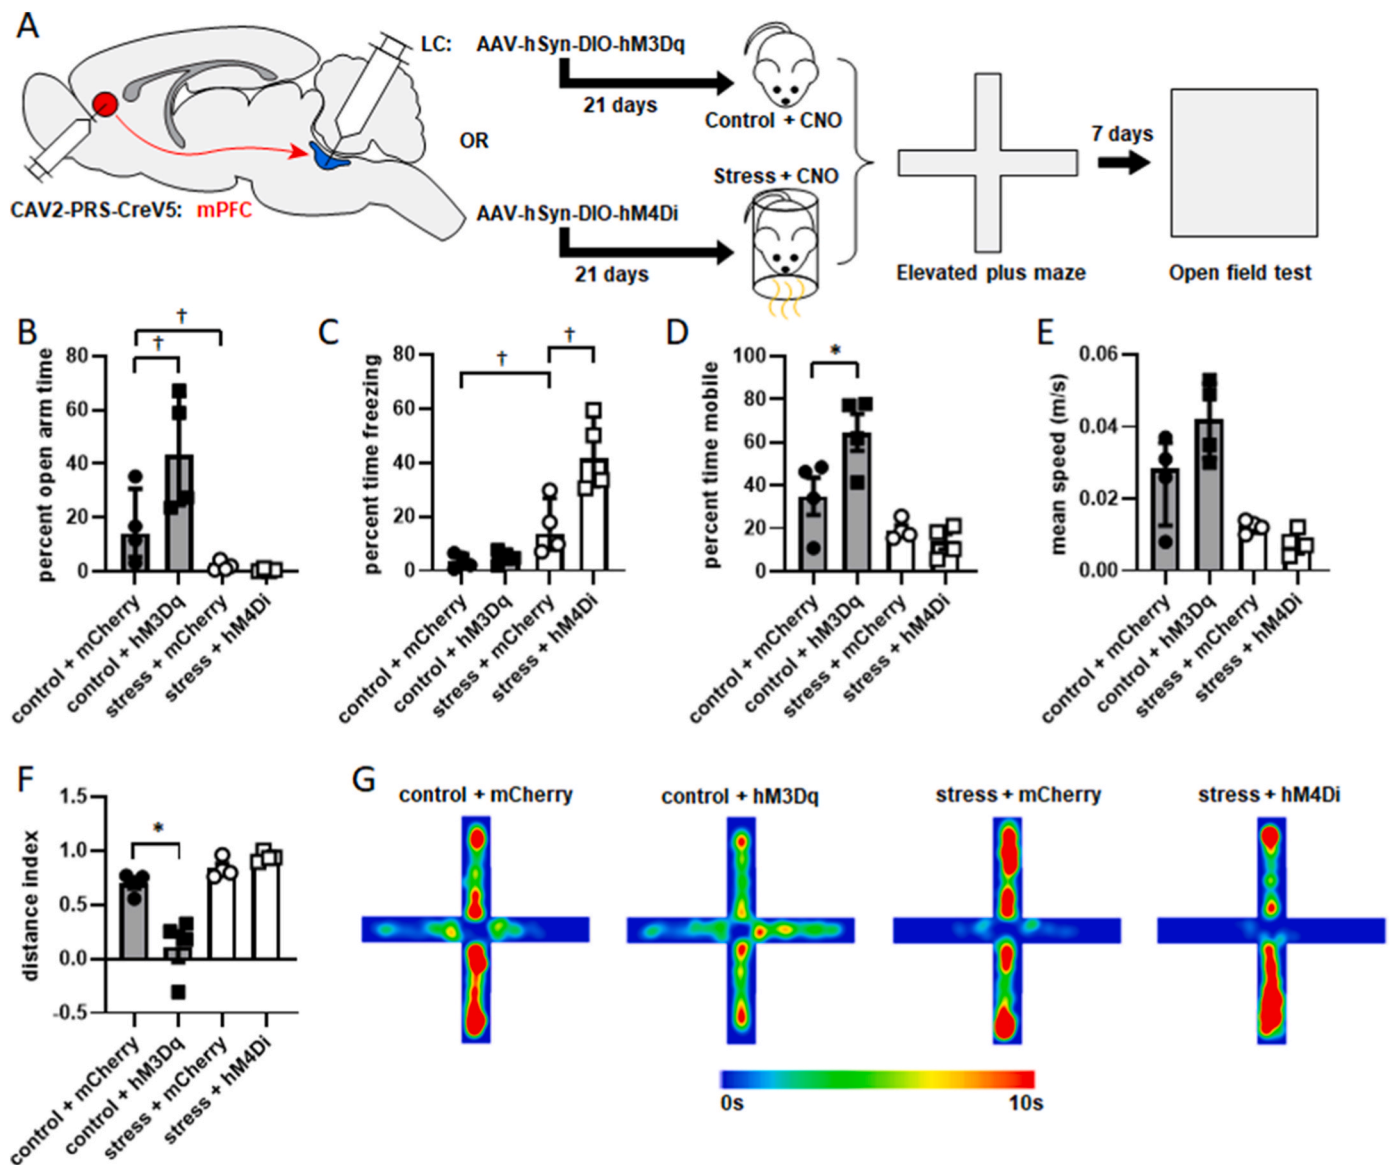 A
LC: AAV-hSyn-DIO-hM3Dq
21 days
Control + CNO
OR
Stress + CNO
AAV-hSyn-DIO-hM4Di
21 days
CAV2-PRS-CreV5: mPFC
7 days
Elevated plus maze
Open field test
B
percent open arm time
80
60
40
20
0
†
†
control + mCherry
control + hM3Dq
stress + mCherry
stress + hM4Di
C
percent time freezing
80
60
40
20
0
†
†
control + mCherry
control + hM3Dq
stress + mCherry
stress + hM4Di
D
percent time mobile
100
80
60
40
20
0
*
control + mCherry
control + hM3Dq
stress + mCherry
stress + hM4Di
E
mean speed (m/s)
0.06
0.04
0.02
0.00
control + mCherry
control + hM3Dq
stress + mCherry
stress + hM4Di
F
distance index
1.5
1.0
0.5
0.0
-0.5
*
control + mCherry
control + hM3Dq
stress + mCherry
stress + hM4Di
G
control + mCherry
control + hM3Dq
stress + mCherry
stress + hM4Di
0s
10s